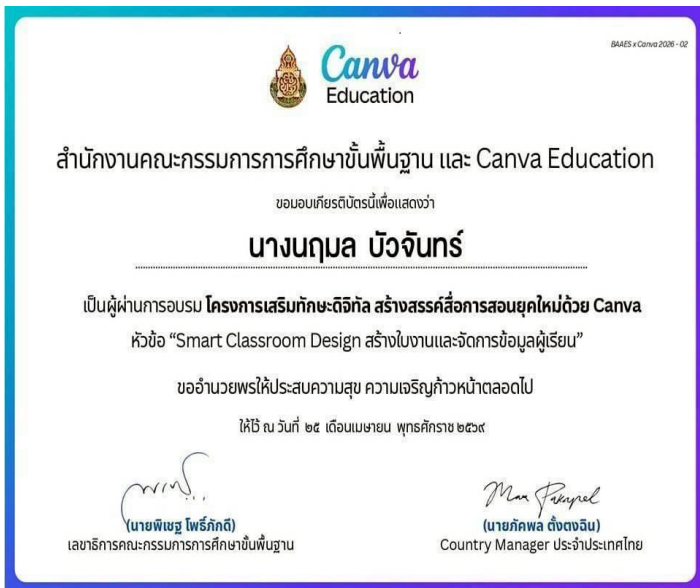 BAAES x Canva 2026 - 02
Canva
Education
สำนักงานคณะกรรมการการศึกษาขั้นพื้นฐาน และ Canva Education
ขอมอบเกียรติบัตรนี้เพื่อแสดงว่า
นางนฤมล บัวจันทร์
เป็นผู้ผ่านการอบรม โครงการเสริมทักษะดิจิทัล สร้างสรรค์สื่อการสอนยุคใหม่ด้วย Canva
หัวข้อ “Smart Classroom Design สร้างใบงานและจัดการข้อมูลผู้เรียน”
ขออำนวยพรให้ประสบความสุข ความเจริญก้าวหน้าตลอดไป
ให้ไว้ ณ วันที่ ๒๕ เดือนเมษายน พุทธศักราช ๒๕๖๙
(นายพิเชฐ โพธิ์ภักดี)
เลขาธิการคณะกรรมการการศึกษาขั้นพื้นฐาน
(นายภัคพล ตั้งตงฉิน)
Country Manager ประจำประเทศไทย